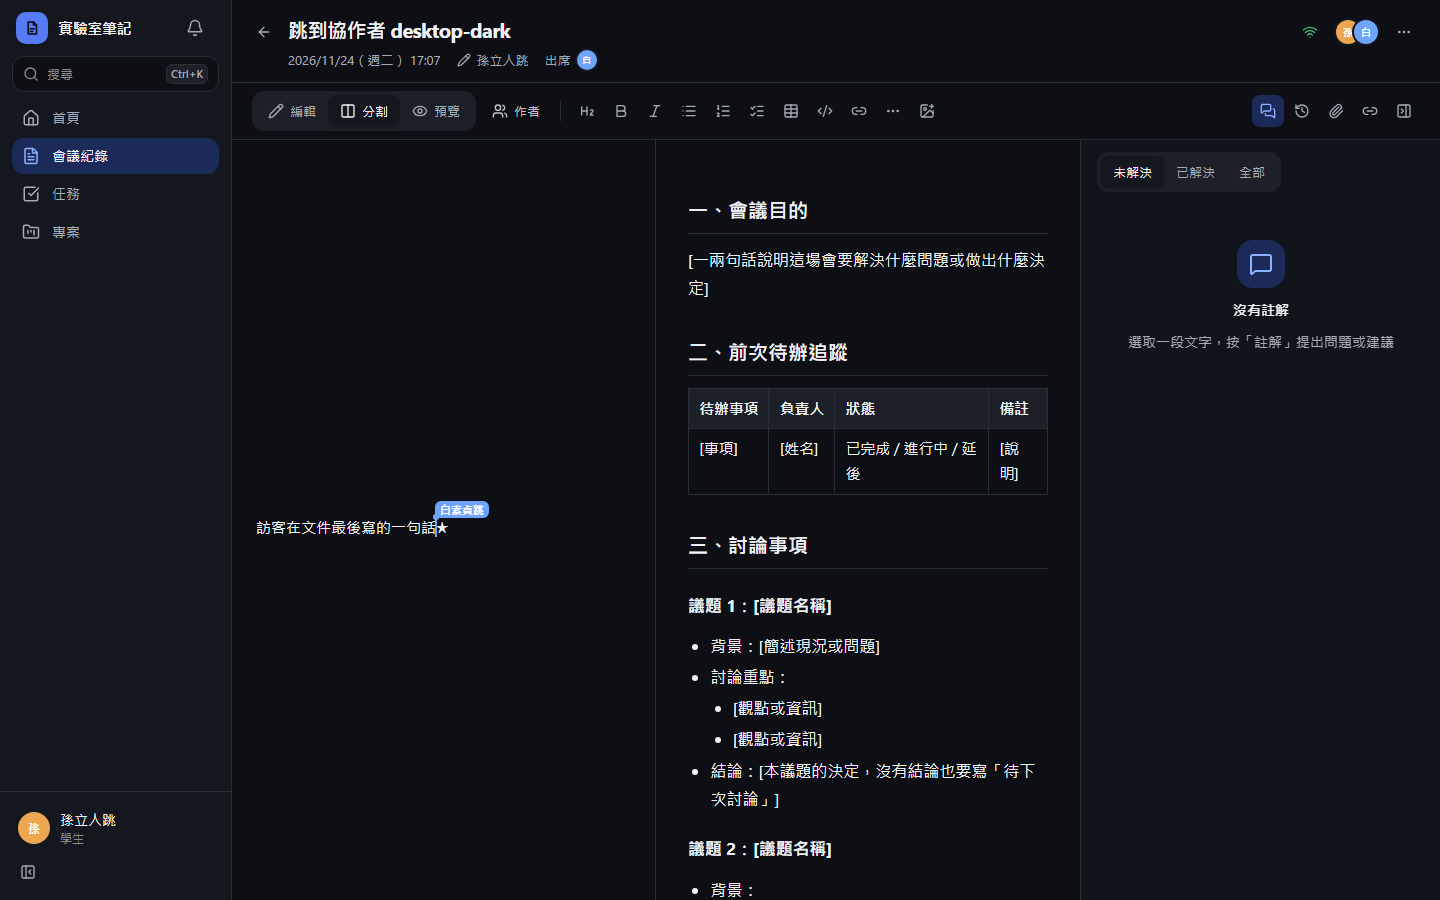 實驗室筆記
搜尋
Ctrl+K
首頁
會議紀錄
任務
專案
孫立人跳
學生
孫
跳到協作者 desktop-dark
2026/11/24（週二）17:07
孫立人跳
出席
白
孫
白
編輯
分割
預覽
作者
H2
訪客在文件最後寫的一句話★
白素貞跳
一、會議目的
[一兩句話說明這場會要解決什麼問題或做出什麼決
定]
二、前次待辦追蹤
待辦事項 負責人 狀態 備註
[事項] [姓名] 已完成 / 進行中 / 延 [說
後 明]
三、討論事項
議題 1：[議題名稱]
背景：[簡述現況或問題]
討論重點：
[觀點或資訊]
[觀點或資訊]
結論：[本議題的決定，沒有結論也要寫「待下
次討論」]
議題 2：[議題名稱]
背景：
未解決
已解決
全部
沒有註解
選取一段文字，按「註解」提出問題或建議